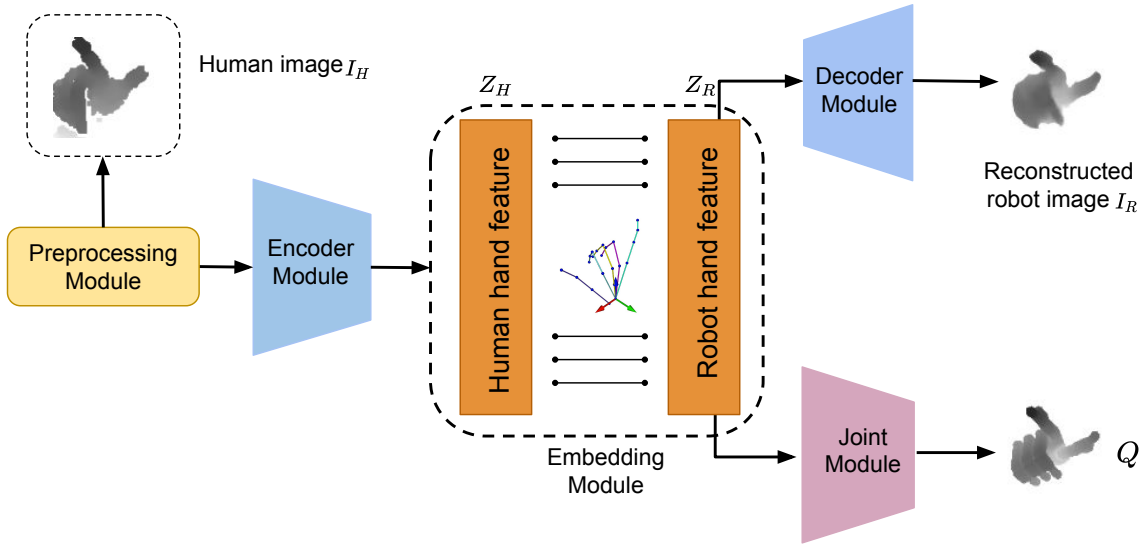 Human image I_H
Preprocessing
Module
Encoder
Module
Z_H
Z_R
Human hand feature
Robot hand feature
Embedding
Module
Decoder
Module
Reconstructed
robot image I_R
Joint
Module
Q